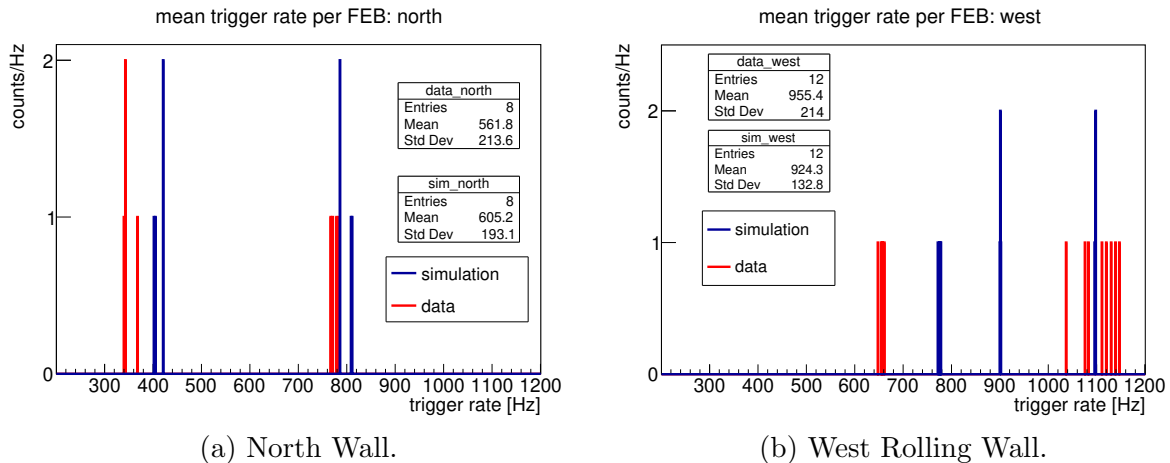 mean trigger rate per FEB: north
counts/Hz
2
1
0
data_north
Entries 8
Mean 561.8
Std Dev 213.6
sim_north
Entries 8
Mean 605.2
Std Dev 193.1
simulation
data
300 400 500 600 700 800 900 1000 1100 1200
trigger rate [Hz]
(a) North Wall.
mean trigger rate per FEB: west
counts/Hz
2
1
0
data_west
Entries 12
Mean 955.4
Std Dev 214
sim_west
Entries 12
Mean 924.3
Std Dev 132.8
simulation
data
300 400 500 600 700 800 900 1000 1100 1200
trigger rate [Hz]
(b) West Rolling Wall.